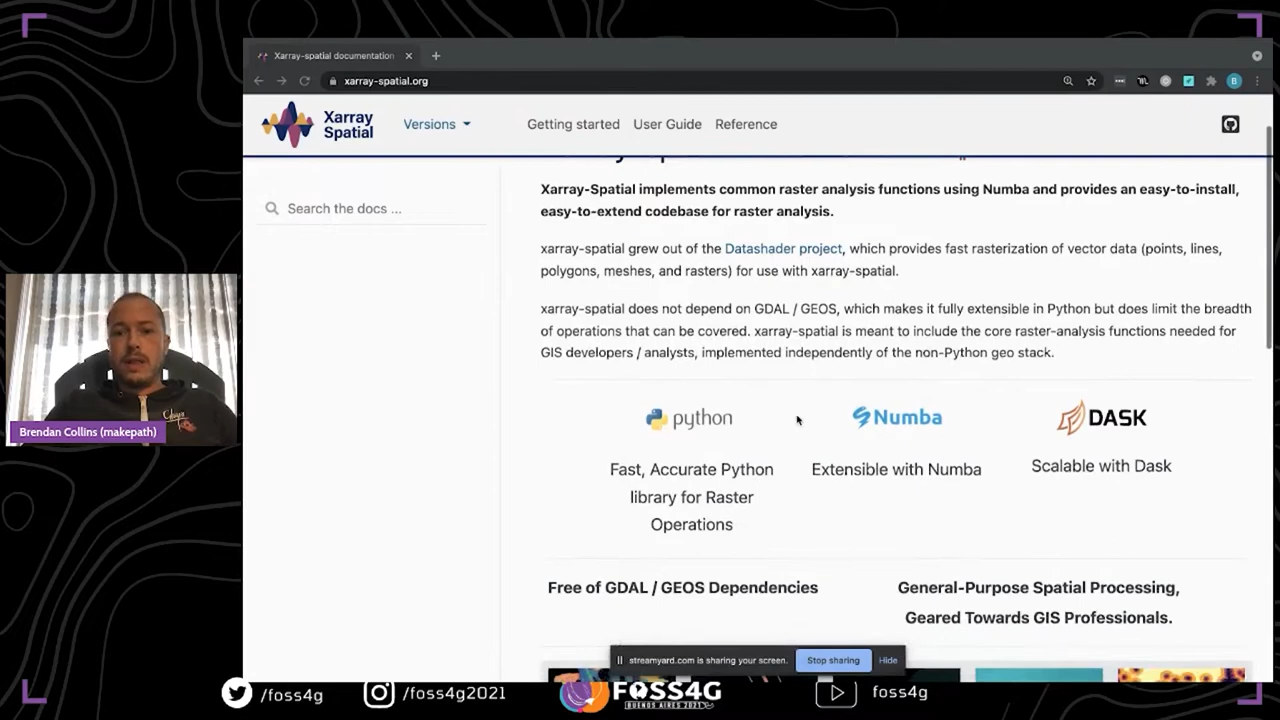 Xarray-spatial documentation
xarray-spatial.org
B
Xarray
Spatial
Versions
Getting started
User Guide
Reference
Search the docs ...
Xarray-Spatial implements common raster analysis functions using Numba and provides an easy-to-install,
easy-to-extend codebase for raster analysis.
xarray-spatial grew out of the Datashader project, which provides fast rasterization of vector data (points, lines,
polygons, meshes, and rasters) for use with xarray-spatial.
xarray-spatial does not depend on GDAL / GEOS, which makes it fully extensible in Python but does limit the breadth
of operations that can be covered. xarray-spatial is meant to include the core raster-analysis functions needed for
GIS developers / analysts, implemented independently of the non-Python geo stack.
python
Numba
DASK
Fast, Accurate Python
library for Raster
Operations
Extensible with Numba
Scalable with Dask
Free of GDAL / GEOS Dependencies
General-Purpose Spatial Processing,
Geared Towards GIS Professionals.
streamyard.com is sharing your screen.
Stop sharing
Hide
Brendan Collins (makepath)
/foss4g
/foss4g2021
FOSS4G
BUENOS AIRES 2021
foss4g